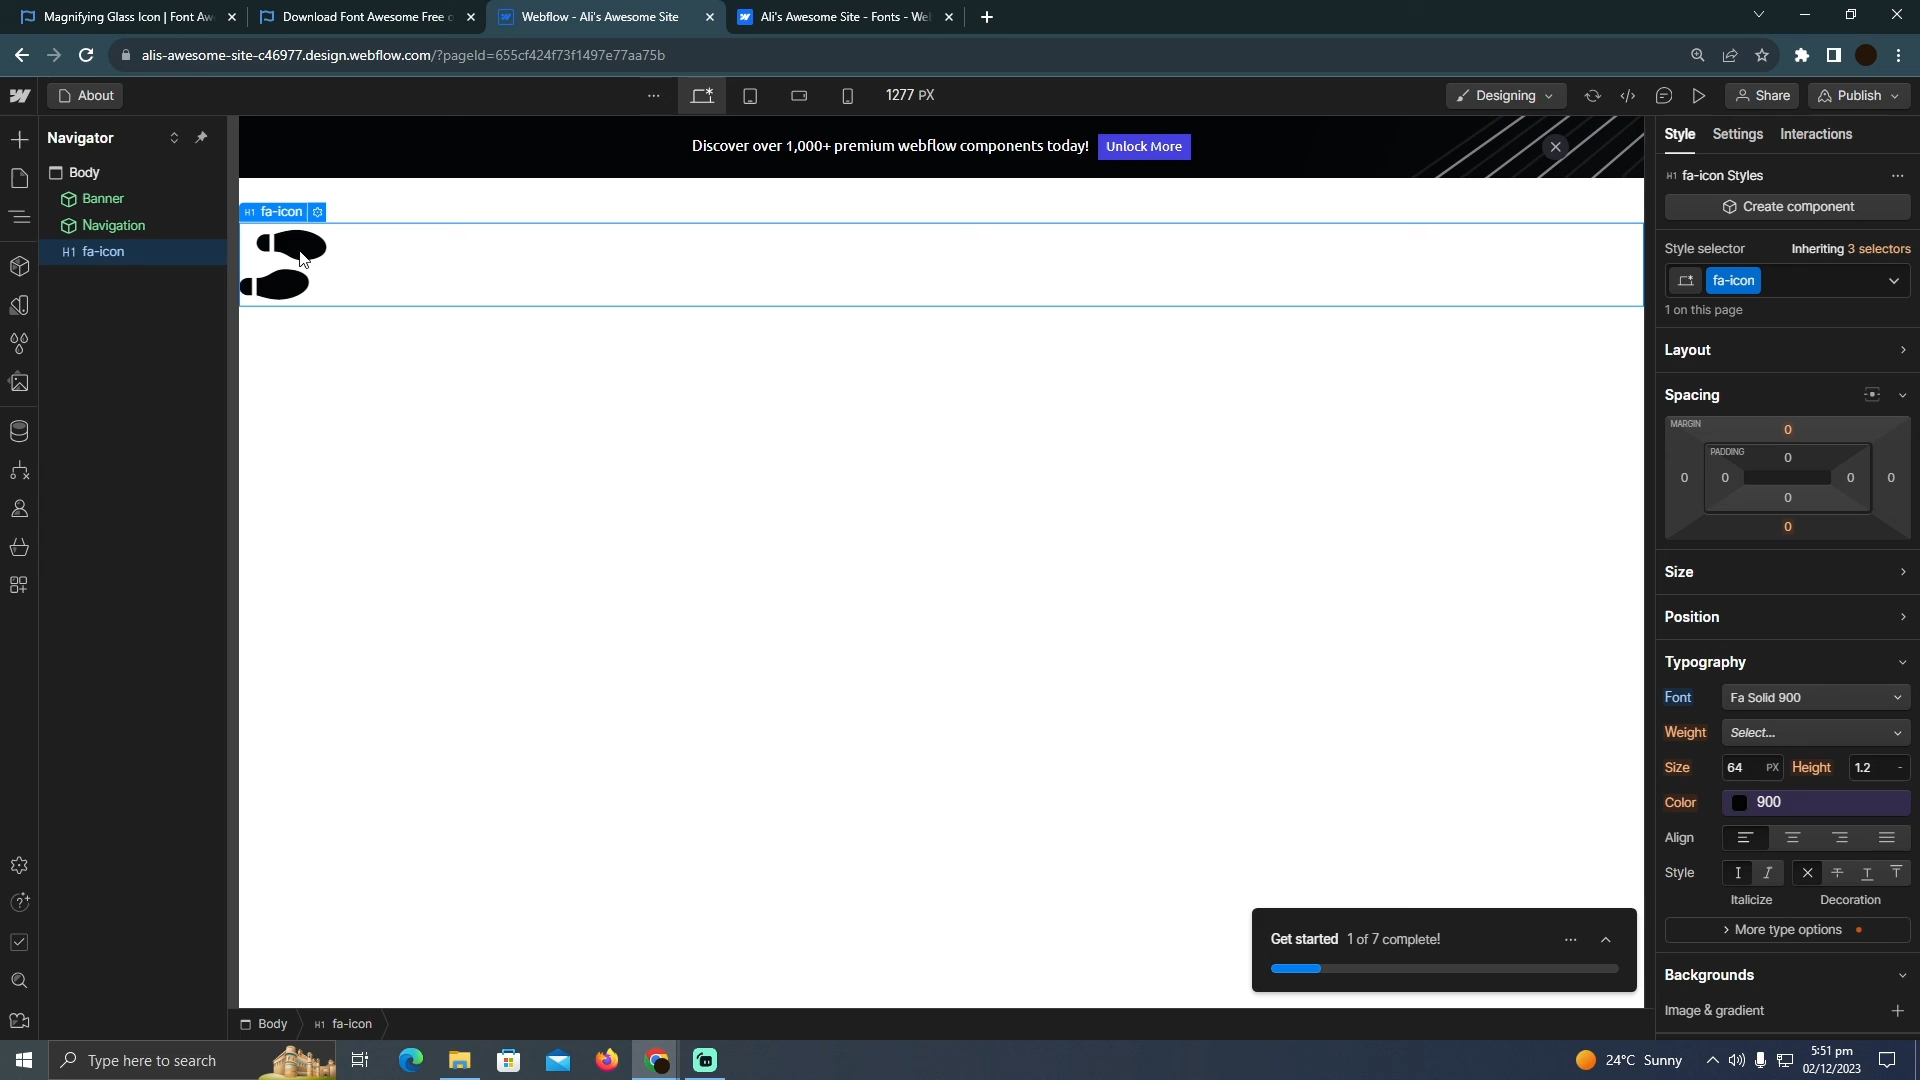 Magnifying Glass Icon | Font Aw
Download Font Awesome Free o
Webflow - Ali's Awesome Site
Ali's Awesome Site - Fonts - We
alis-awesome-site-c46977.design.webflow.com/?pageId=655cf424f73f1497e77aa75b
About
1277 PX
Designing
Share
Publish
Navigator
Body
Banner
Navigation
H1 fa-icon
Discover over 1,000+ premium webflow components today!
Unlock More
H1 fa-icon
Get started 1 of 7 complete!
Body
H1 fa-icon
Style Settings Interactions
H1 fa-icon Styles
Create component
Style selector Inheriting 3 selectors
fa-icon
1 on this page
Layout
Spacing
MARGIN
0
PADDING
0
0 0 0 0
0
0
Size
Position
Typography
Font Fa Solid 900
Weight Select...
Size 64 PX Height 1.2 -
Color 900
Align
Style
Italicize Decoration
More type options
Backgrounds
Image & gradient
Type here to search
24°C Sunny
5:51 pm
02/12/2023